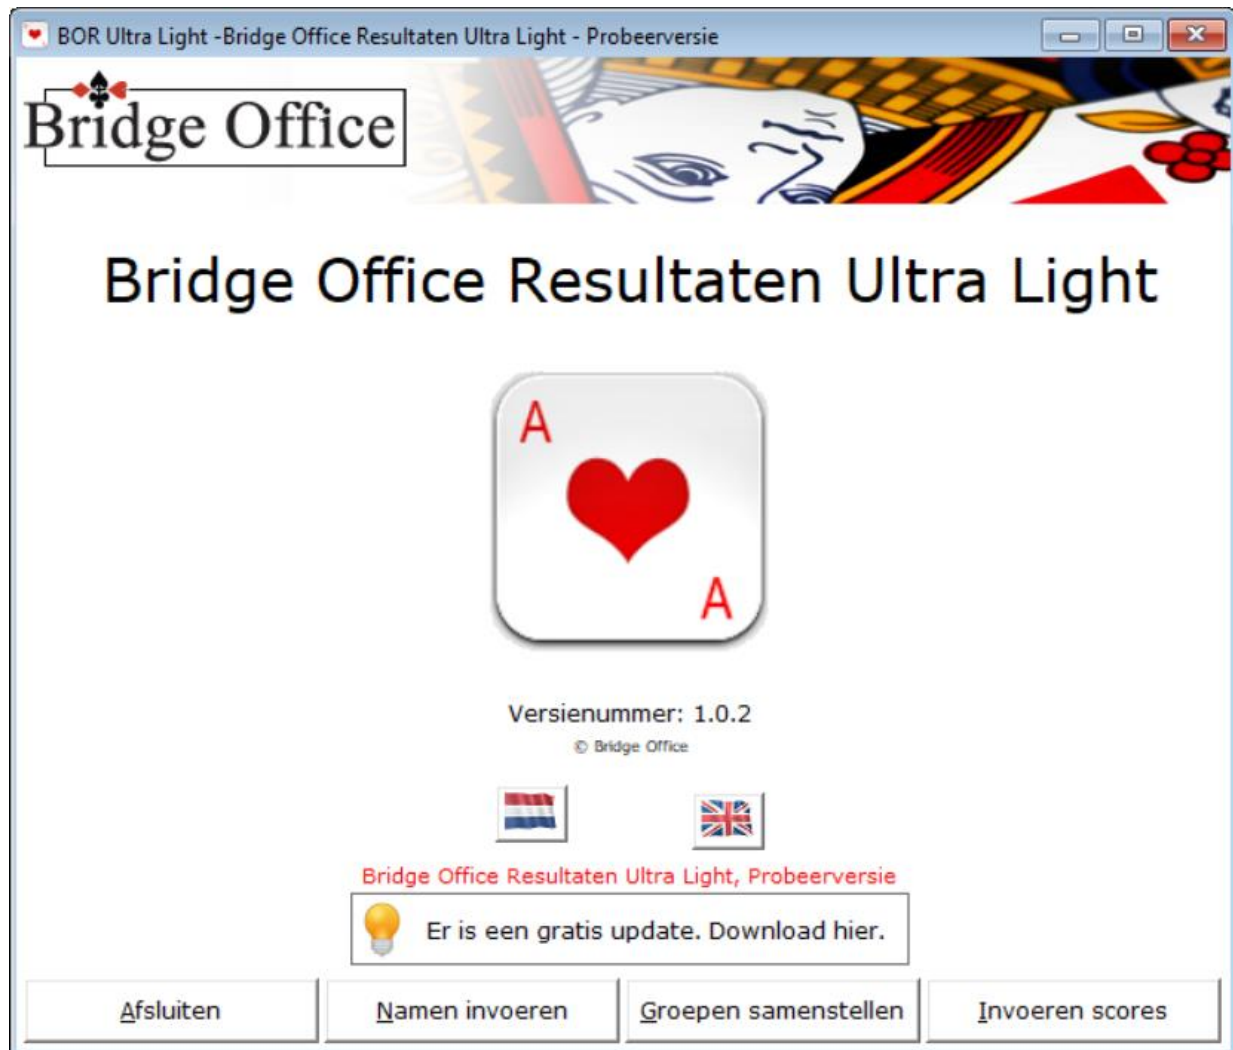 BOR Ultra Light -Bridge Office Resultaten Ultra Light - Probeerversie
Bridge Office
Bridge Office Resultaten Ultra Light
A
A
Versienummer: 1.0.2
© Bridge Office
Bridge Office Resultaten Ultra Light, Probeerversie
Er is een gratis update. Download hier.
Afsluiten
Namen invoeren
Groepen samenstellen
Invoeren scores